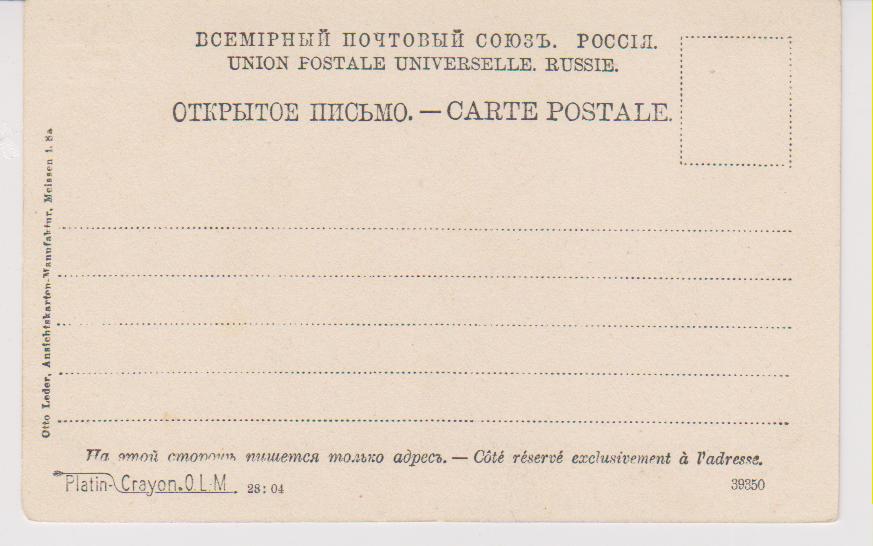 ВСЕМІРНЫЙ ПОЧТОВЫЙ СОЮЗЪ. РОССІЯ.
UNION POSTALE UNIVERSELLE. RUSSIE.
ОТКРЫТОЕ ПИСЬМО. — CARTE POSTALE.
Otto Leder, Ansichtskarten-Manufaktur, Meissen i. Sa
На этой сторонѣ пишется только адресъ. — Côté réservé exclusivement à l'adresse.
Platin-Crayon.O.L.M. 28:04
39350